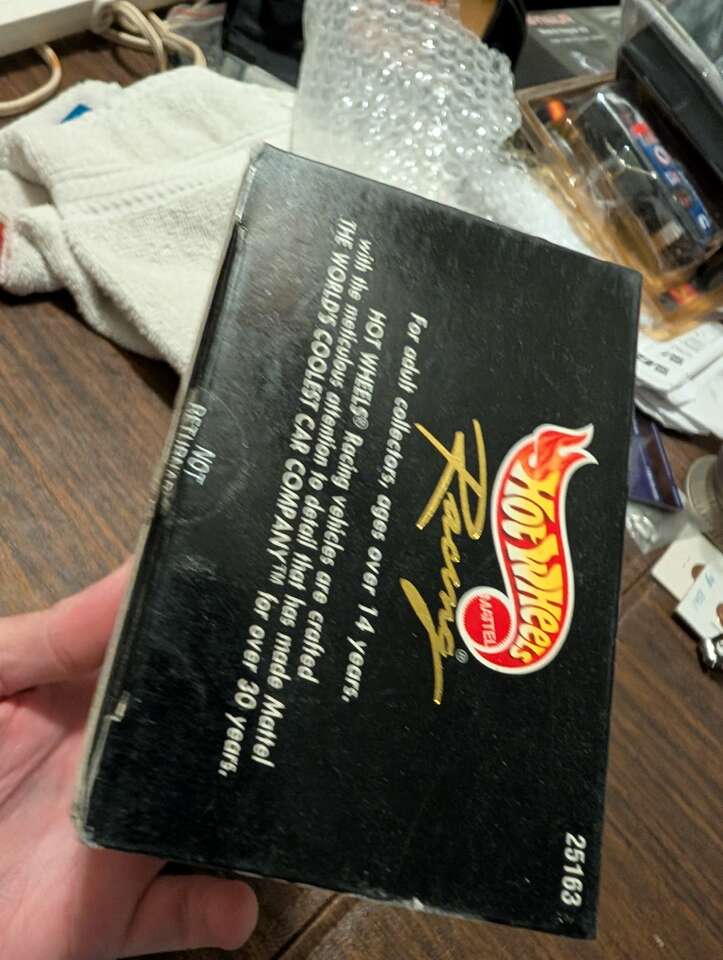 HOT WHEELS
MATTEL
Racing®
For adult collectors, ages over 14 years.
HOT WHEELS® Racing vehicles are crafted
with the meticulous attention to detail that has made Mattel
THE WORLD'S COOLEST CAR COMPANY™ for over 30 years.
25163
NOT